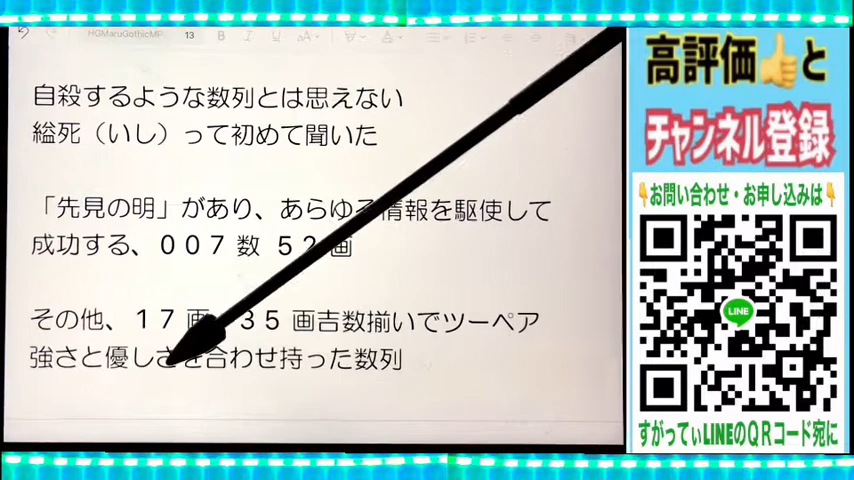 HGMaruGothicMP 13 B I U
自殺するような数列とは思えない
縊死（いし）って初めて聞いた
「先見の明」があり、あらゆる情報を駆使して
成功する、００７数 ５２画
その他、１７画 ３５ 画吉数揃いでツーペア
強さと優しさを合わせ持った数列
高評価👍と
チャンネル登録
👇お問い合わせ・お申し込みは👇
LINE
すがってぃLINEのQRコード宛に